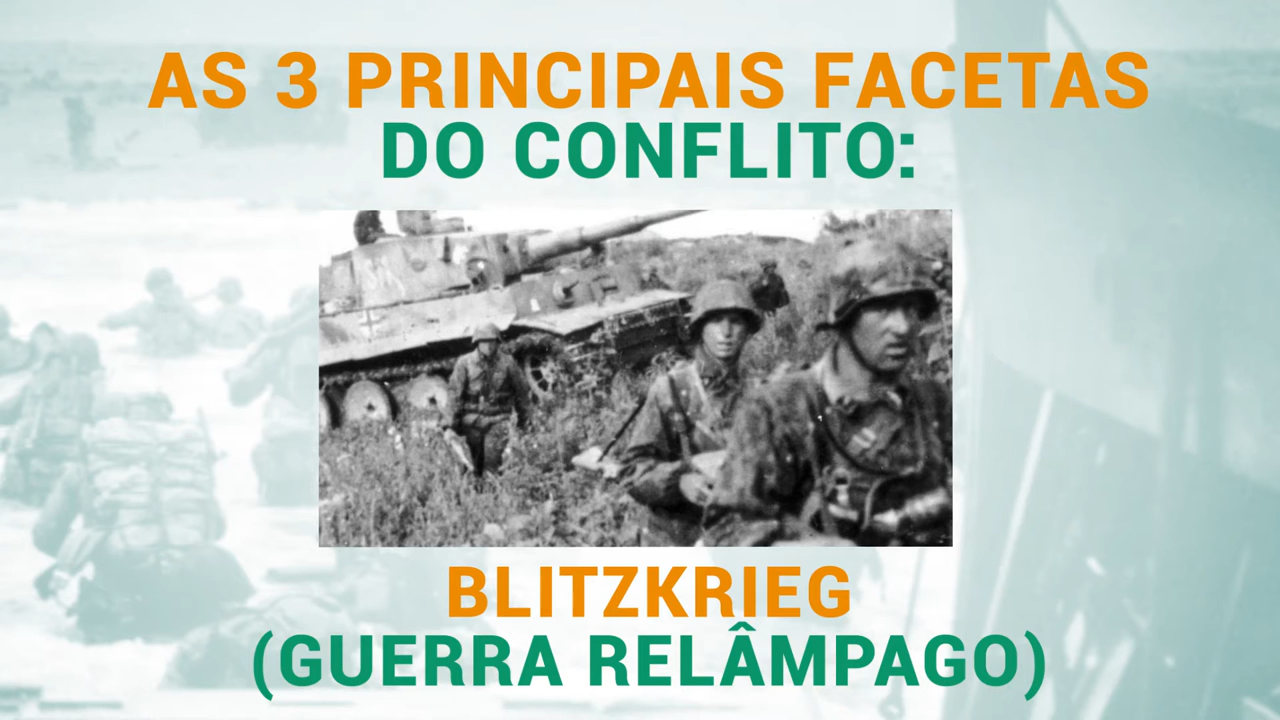 AS 3 PRINCIPAIS FACETAS
DO CONFLITO:
BLITZKRIEG
(GUERRA RELÂMPAGO)